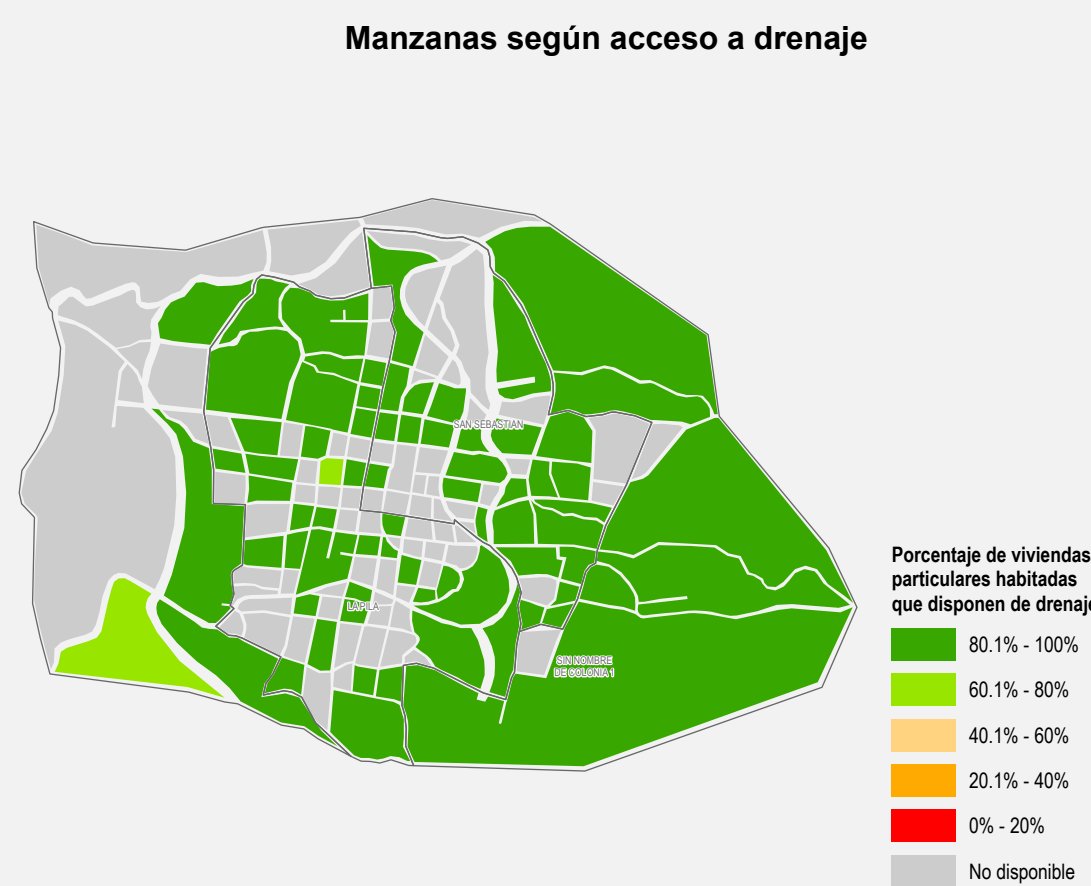 Manzanas según acceso a drenaje
SAN SEBASTIAN
LA PILA
SIN NOMBRE
DE COLONIA 1
Porcentaje de viviendas
particulares habitadas
que disponen de drenaje
80.1% - 100%
60.1% - 80%
40.1% - 60%
20.1% - 40%
0% - 20%
No disponible